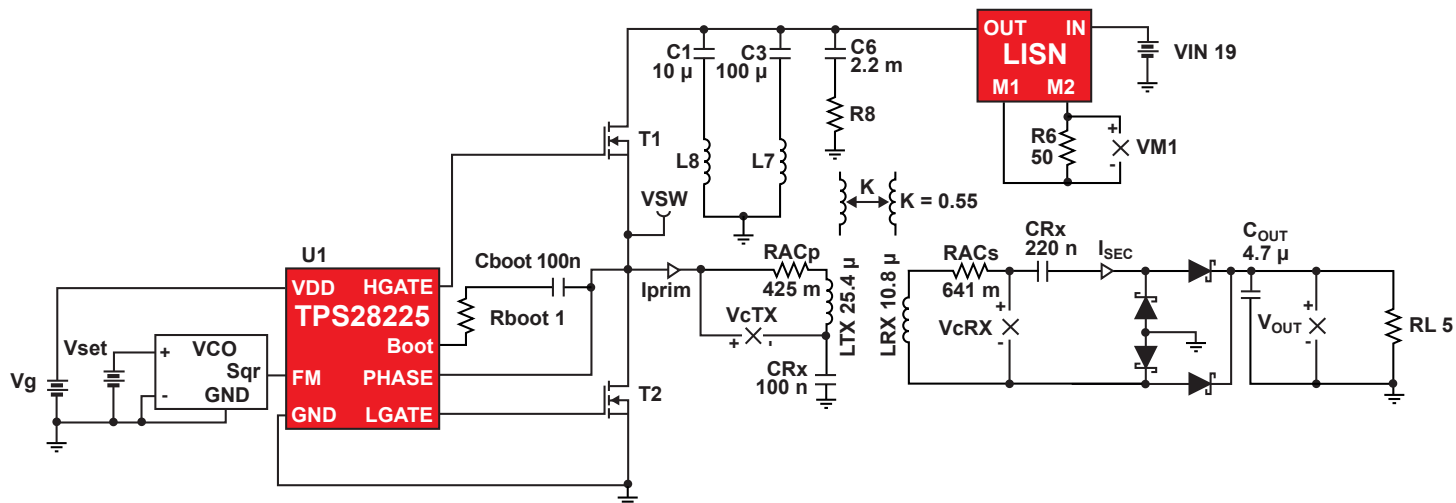 OUT IN
LISN
M1 M2
VIN 19
C1
10 µ
C3
100 µ
C6
2.2 m
R8
L8
L7
R6
50
+
VM1
-
T1
VSW
K
K = 0.55
U1
VDD
HGATE
TPS28225
Boot
FM
PHASE
GND
LGATE
Cboot 100n
Rboot 1
Iprim
RACp
425 m
VcTX
+ -
LTX 25.4 µ
CRx
100 n
LRX 10.8 µ
RACs
641 m
+
VcRX
-
CRx
220 n
ISEC
COUT
4.7 µ
+
VOUT
-
RL 5
Vset
Vg
+
VCO
Sqr
-
GND
T2